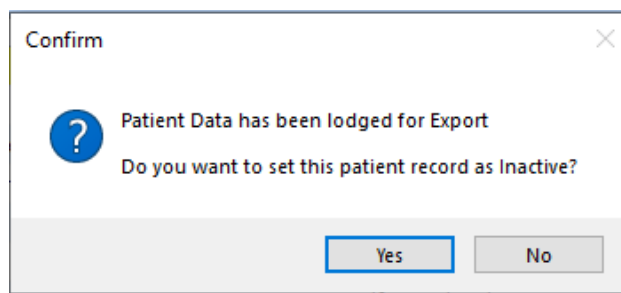 Confirm
Patient Data has been lodged for Export
Do you want to set this patient record as Inactive?
Yes
No